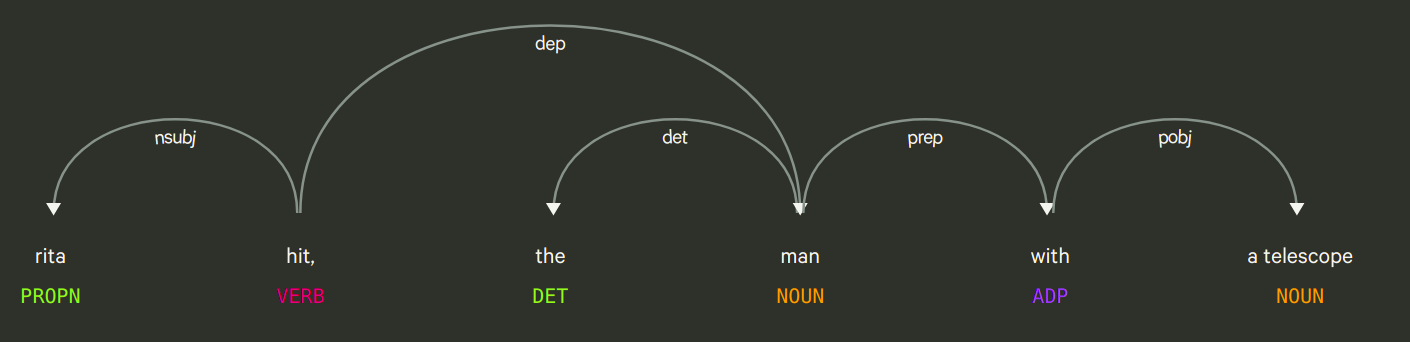 dep
nsubj det prep pobj
rita hit, the man with a telescope
PROPN VERB DET NOUN ADP NOUN